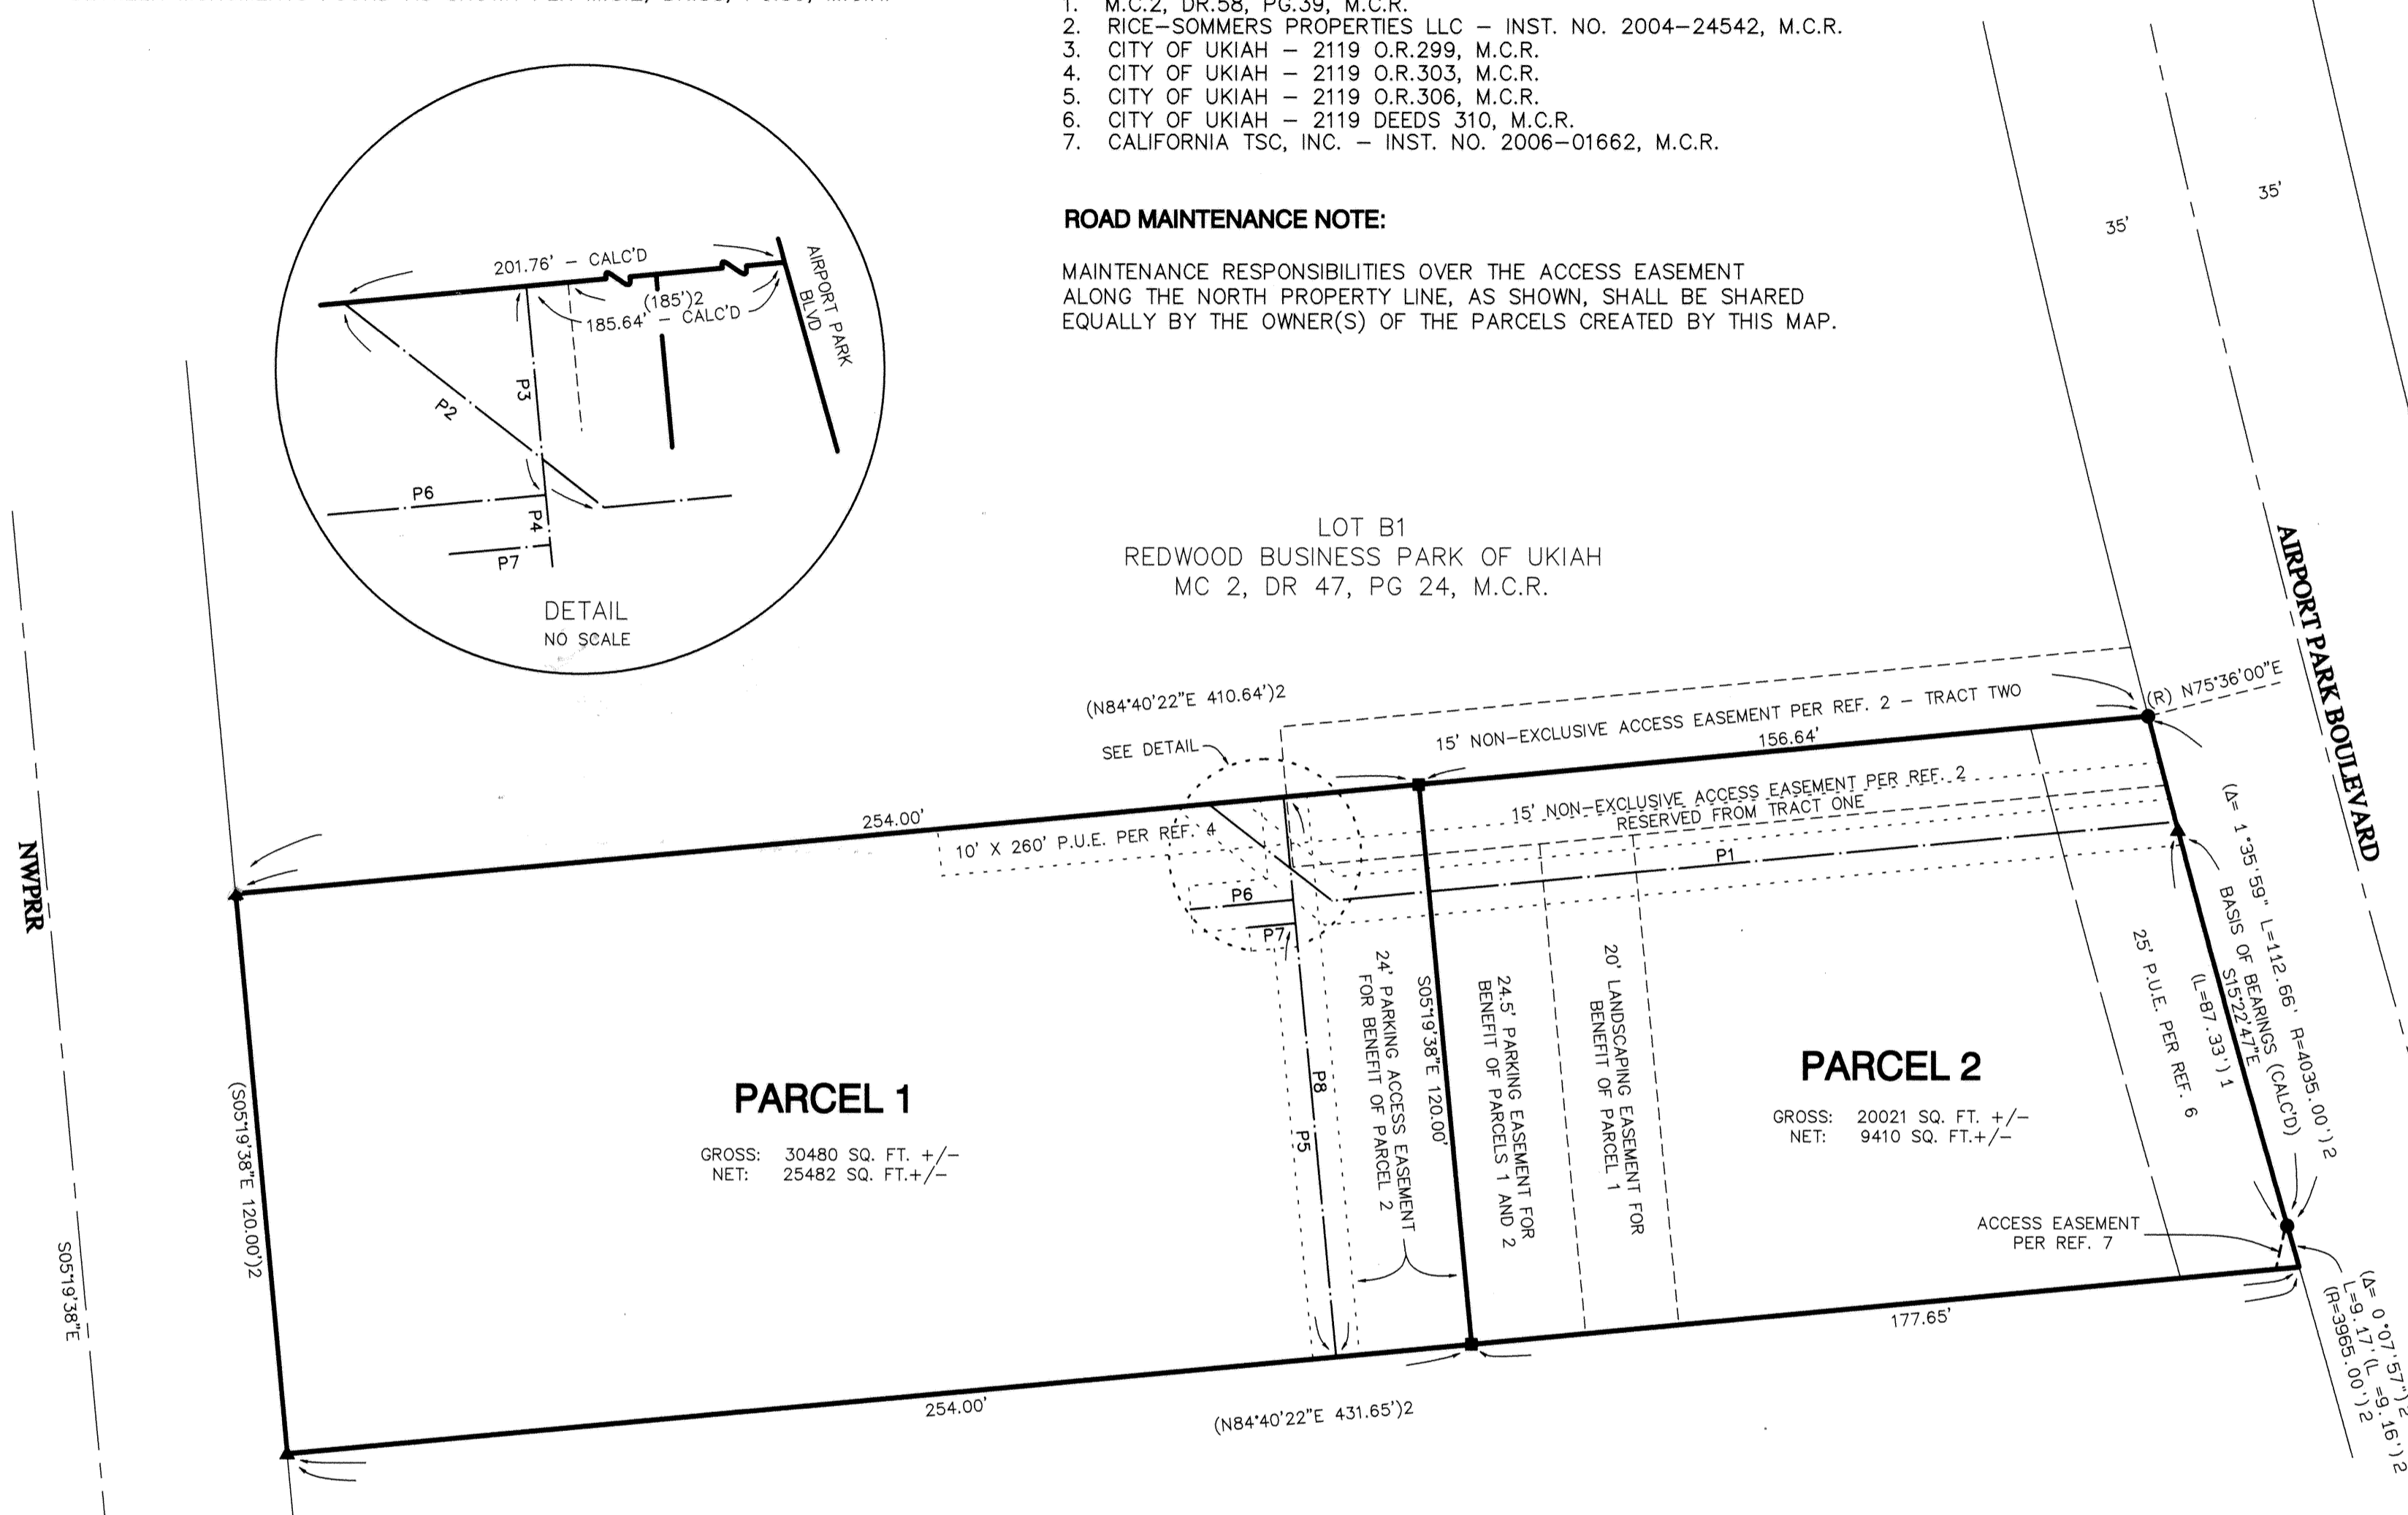 1. M.C.2, DR.58, PG.39, M.C.R.
2. RICE-SOMMERS PROPERTIES LLC - INST. NO. 2004-24542, M.C.R.
3. CITY OF UKIAH - 2119 O.R.299, M.C.R.
4. CITY OF UKIAH - 2119 O.R.303, M.C.R.
5. CITY OF UKIAH - 2119 O.R.306, M.C.R.
6. CITY OF UKIAH - 2119 DEEDS 310, M.C.R.
7. CALIFORNIA TSC, INC. - INST. NO. 2006-01662, M.C.R.
ROAD MAINTENANCE NOTE:
MAINTENANCE RESPONSIBILITIES OVER THE ACCESS EASEMENT
ALONG THE NORTH PROPERTY LINE, AS SHOWN, SHALL BE SHARED
EQUALLY BY THE OWNER(S) OF THE PARCELS CREATED BY THIS MAP.
35'
35'
201.76' - CALC'D
(185')2
185.64' - CALC'D
AIRPORT PARK
BLVD
P3
P2
P6
P4
P7
DETAIL
NO SCALE
LOT B1
REDWOOD BUSINESS PARK OF UKIAH
MC 2, DR 47, PG 24, M.C.R.
AIRPORT PARK BOULEVARD
(N84°40'22"E 410.64')2
SEE DETAIL
15' NON-EXCLUSIVE ACCESS EASEMENT PER REF. 2 - TRACT TWO
156.64'
(R) N75°36'00"E
254.00'
10' X 260' P.U.E. PER REF. 4
15' NON-EXCLUSIVE ACCESS EASEMENT PER REF. 2
RESERVED FROM TRACT ONE
P1
P6
P7
NWPRR
S05°19'38"E
(S05°19'38"E 120.00')2
PARCEL 1
GROSS: 30480 SQ. FT. +/-
NET: 25482 SQ. FT.+/-
P8
P5
24' PARKING ACCESS EASEMENT
FOR BENEFIT OF PARCEL 2
S05°19'38"E 120.00'
24.5' PARKING EASEMENT FOR
BENEFIT OF PARCELS 1 AND 2
20' LANDSCAPING EASEMENT FOR
BENEFIT OF PARCEL 1
PARCEL 2
GROSS: 20021 SQ. FT. +/-
NET: 9410 SQ. FT.+/-
25' P.U.E. PER REF. 6
(Δ= 1°35'59" L=112.66' R=4035.00')2
BASIS OF BEARINGS (CALC'D)
S15°22'47"E
(L=87.33')1
ACCESS EASEMENT
PER REF. 7
177.65'
254.00'
(N84°40'22"E 431.65')2
(Δ= 0°07'57")2
L=9.17'(L =9.16')2
(R=3965.00')2